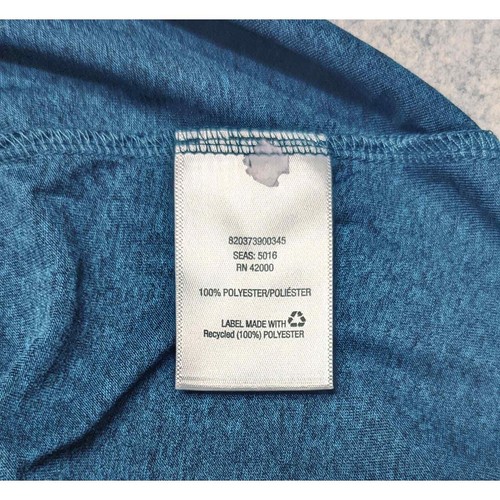 820373900345
SEAS: 5016
RN 42000
100% POLYESTER/POLIÉSTER
LABEL MADE WITH
Recycled (100%) POLYESTER